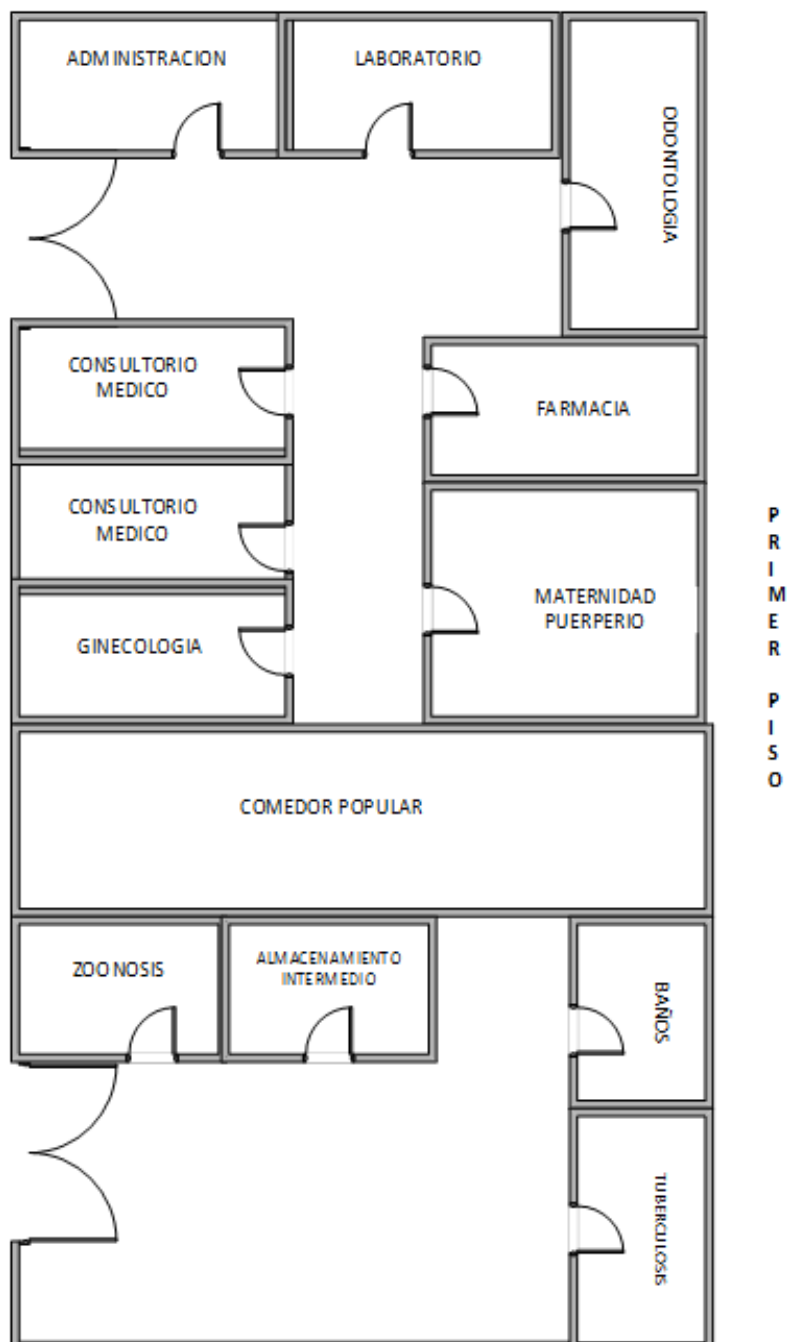 ADMINISTRACION
LABORATORIO
ODONTOLOGIA
CONSULTORIO
MEDICO
FARMACIA
CONSULTORIO
MEDICO
MATERNIDAD
PUERPERIO
GINECOLOGIA
COMEDOR POPULAR
ZOONOSIS
ALMACENAMIENTO
INTERMEDIO
BAÑOS
TUBERCULOSIS
PRIMER PISO